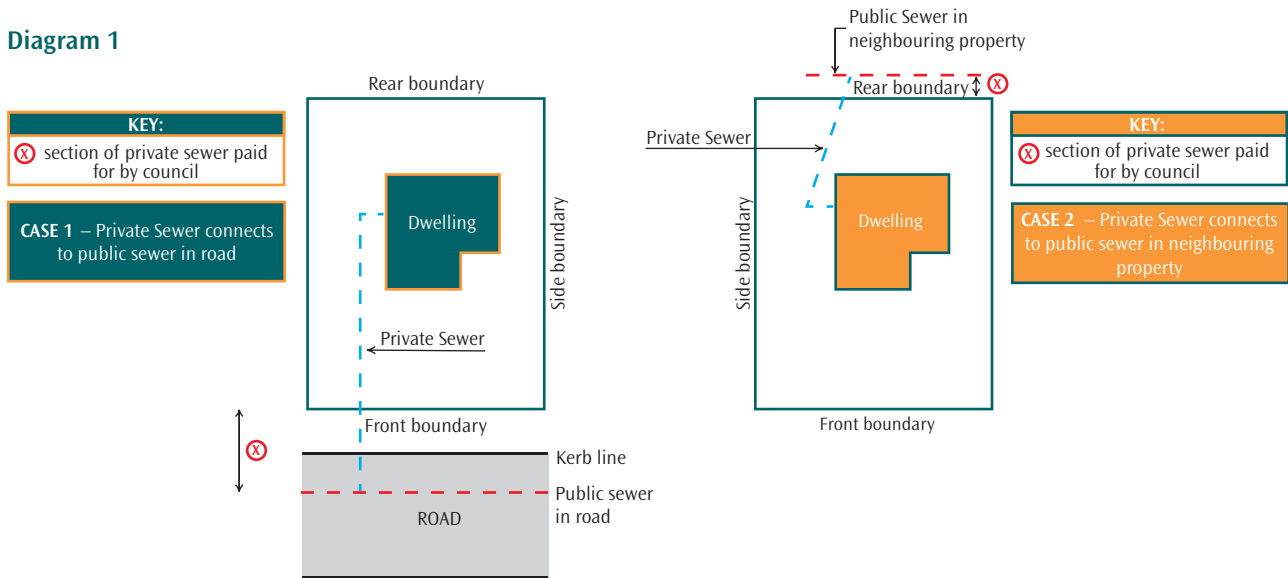 Diagram 1
KEY:
X section of private sewer paid
for by council
CASE 1 – Private Sewer connects
to public sewer in road
Rear boundary
Dwelling
Side boundary
Private Sewer
Front boundary
X
Kerb line
Public sewer
in road
ROAD
Public Sewer in
neighbouring property
Rear boundary
X
Private Sewer
Side boundary
Dwelling
Front boundary
KEY:
X section of private sewer paid
for by council
CASE 2 – Private Sewer connects
to public sewer in neighbouring
property